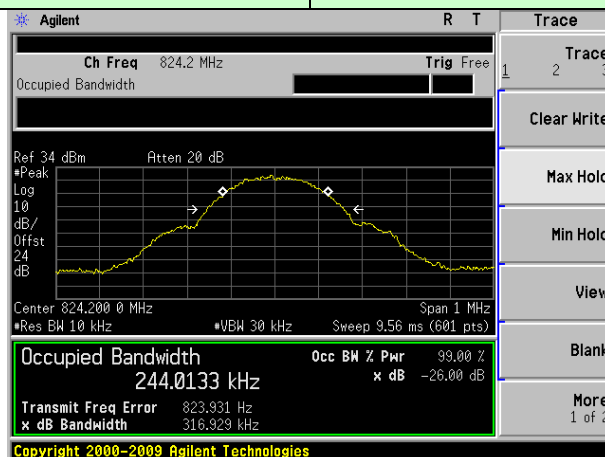 Agilent R T Trace
Ch Freq 824.2 MHz Trig Free
Occupied Bandwidth
Trace
1 2 3
Clear Write
Max Hold
Min Hold
View
Blank
More
1 of 2
Ref 34 dBm Atten 20 dB
#Peak
Log
10
dB/
Offst
24
dB
Center 824.200 0 MHz Span 1 MHz
#Res BW 10 kHz #VBW 30 kHz Sweep 9.56 ms (601 pts)
Occupied Bandwidth Occ BW % Pwr 99.00 %
244.0133 kHz x dB -26.00 dB
Transmit Freq Error 823.931 Hz
x dB Bandwidth 316.929 kHz
Copyright 2000-2009 Agilent Technologies